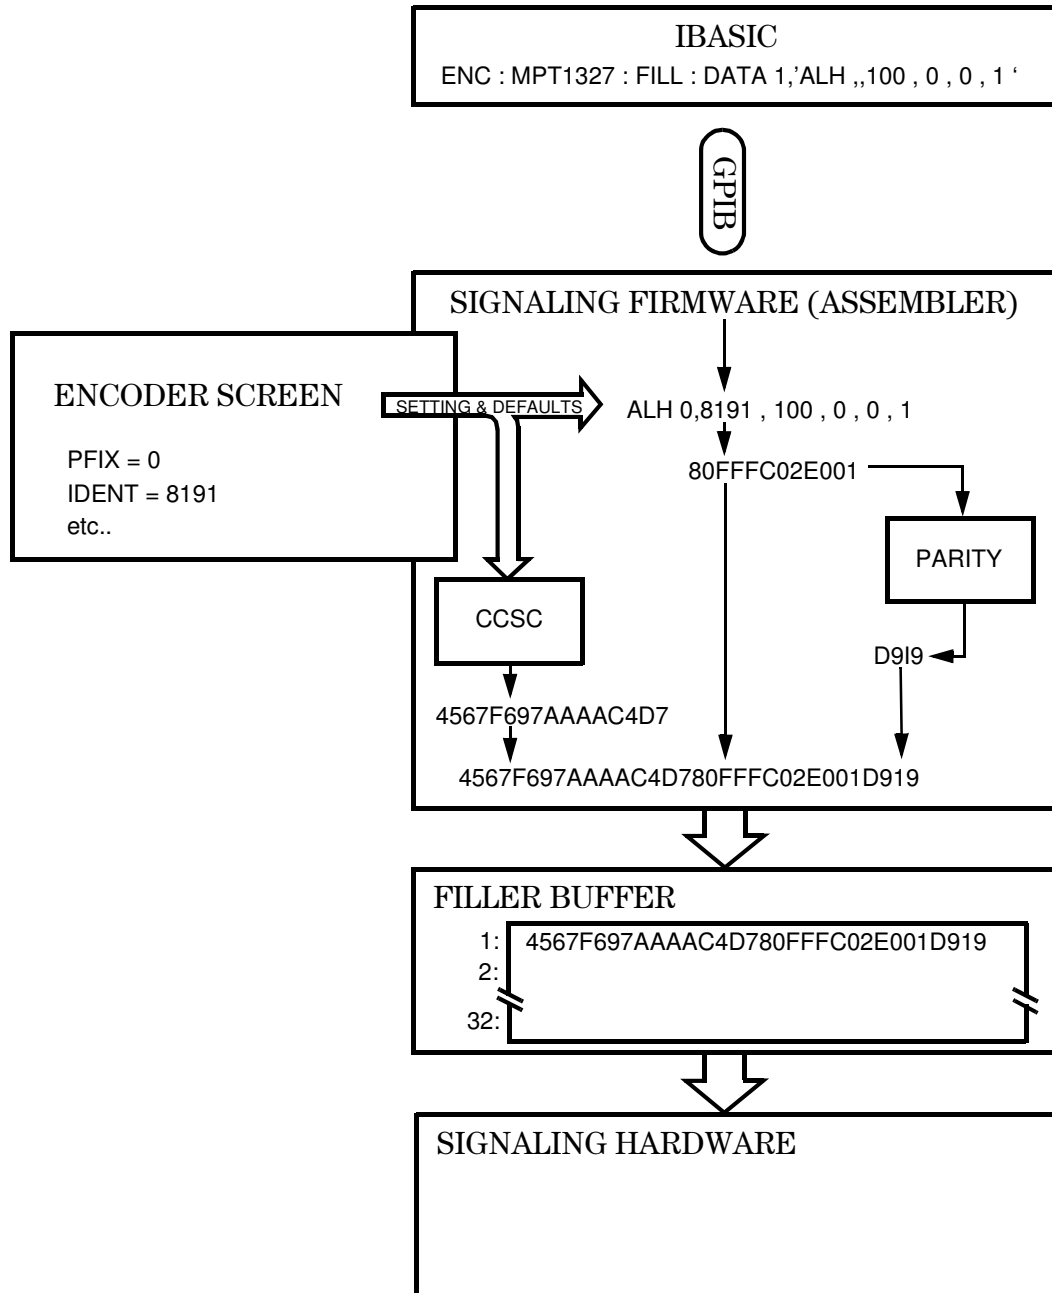 IBASIC
ENC : MPT1327 : FILL : DATA 1,'ALH ,,100 , 0 , 0 , 1 ‘
GPIB
SIGNALING FIRMWARE (ASSEMBLER)
ENCODER SCREEN
SETTING & DEFAULTS
ALH 0,8191 , 100 , 0 , 0 , 1
PFIX = 0
IDENT = 8191
etc..
80FFFC02E001
PARITY
CCSC
D9I9
4567F697AAAAC4D7
4567F697AAAAC4D780FFFC02E001D919
FILLER BUFFER
1: 4567F697AAAAC4D780FFFC02E001D919
2:
32:
SIGNALING HARDWARE